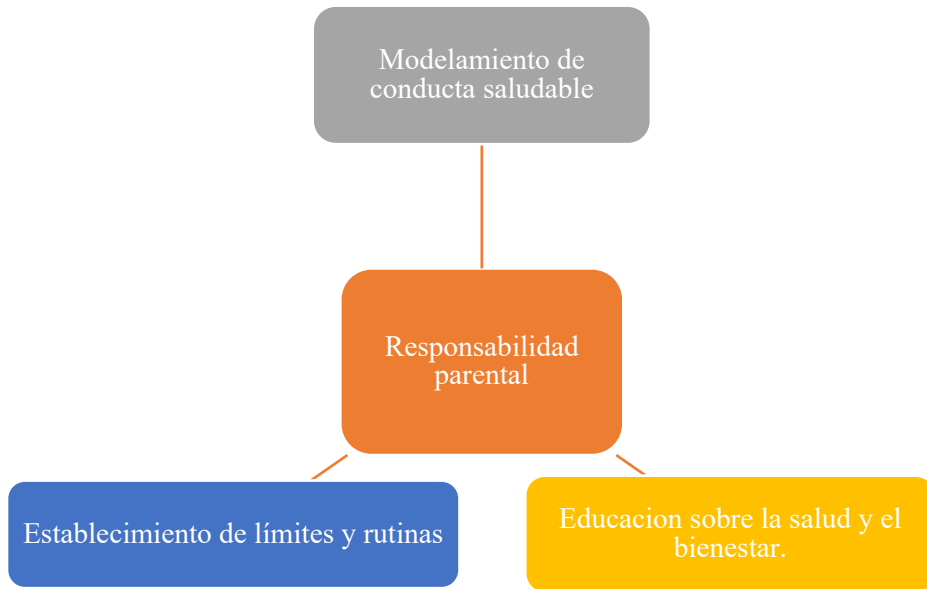 Modelamiento de
conducta saludable
Responsabilidad
parental
Establecimiento de límites y rutinas
Educacion sobre la salud y el
bienestar.